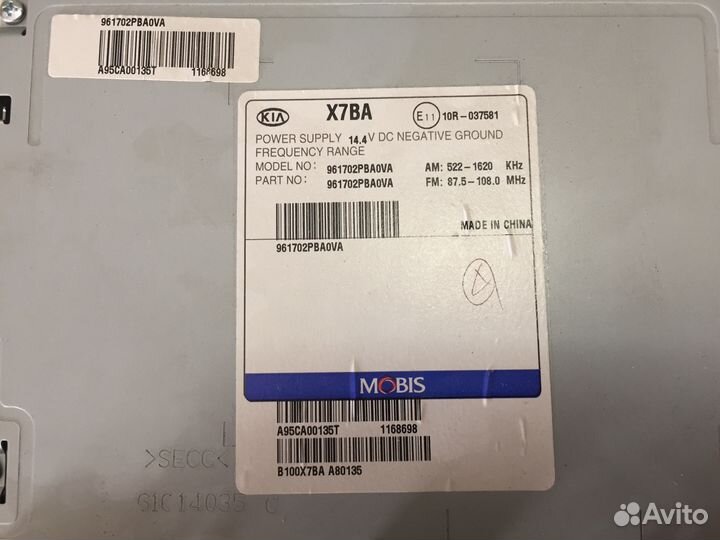 961702PBA0VA
A95CA00135T 1168698
KIA X7BA E11 10R-037581
POWER SUPPLY 14.4V DC NEGATIVE GROUND
FREQUENCY RANGE
MODEL NO: 961702PBA0VA AM: 522-1620 KHz
PART NO: 961702PBA0VA FM: 87.5-108.0 MHz
MADE IN CHINA
961702PBA0VA
MOBIS
A95CA00135T 1168698
B100X7BA A80135
>SECC<
Avito